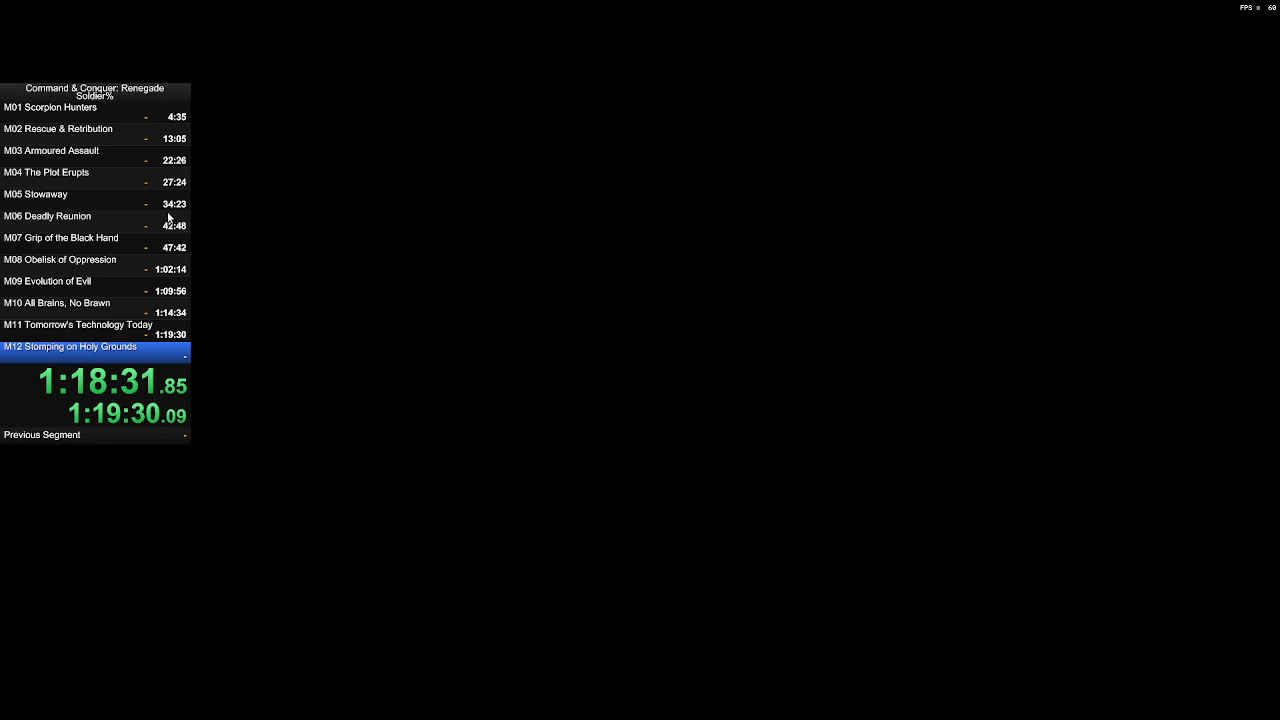 FPS = 60
Command & Conquer: Renegade
Soldier%
M01 Scorpion Hunters
- 4:35
M02 Rescue & Retribution
- 13:05
M03 Armoured Assault
- 22:26
M04 The Plot Erupts
- 27:24
M05 Stowaway
- 34:23
M06 Deadly Reunion
- 42:48
M07 Grip of the Black Hand
- 47:42
M08 Obelisk of Oppression
- 1:02:14
M09 Evolution of Evil
- 1:09:56
M10 All Brains, No Brawn
- 1:14:34
M11 Tomorrow's Technology Today
- 1:19:30
M12 Stomping on Holy Grounds
-
1:18:31.85
1:19:30.09
Previous Segment -